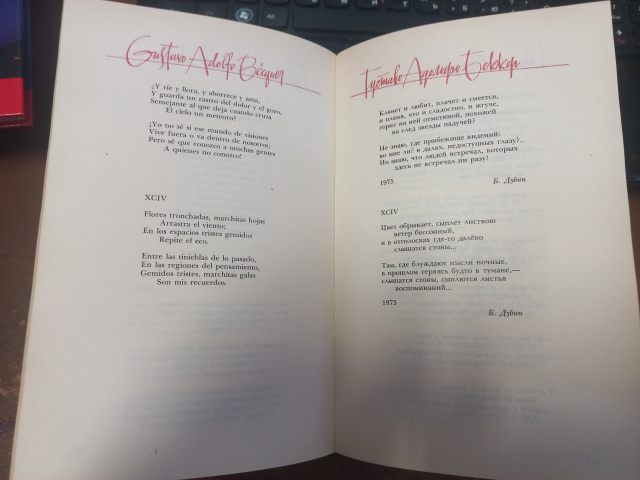 Gustavo Adolfo Bécquer
¿Y ríe y llora, y aborrece y ama,
Y guarda un rastro del dolor y el gozo,
Semejante al que deja cuando cruza
El cielo un meteoro?
¡Yo no sé si ese mundo de visiones
Vive fuera o va dentro de nosotros;
Pero sé que conozco a muchas gentes
A quienes no conozco!
XCIV
Flores tronchadas, marchitas hojas
Arrastra el viento;
En los espacios tristes gemidos
Repite el eco.
Entre las tinieblas de lo pasado,
En las regiones del pensamiento,
Gemidos tristes, marchitas galas
Son mis recuerdos.
Густаво Адольфо Беккер
Клянет и любит, плачет и смеется,
и пламя, что и сладостно, и жгуче,
горит на ней отметиной, похожей
на след звезды падучей?
Не знаю, где прибежище видений:
во мне ли? в далях, недоступных глазу?..
Но знаю, что людей встречал, которых
здесь не встречал ни разу!
1975
Б. Дубин
XCIV
Цвет обрывает, сыплет листвою
ветер бессонный,
и в отголосках где-то далёко
слышатся стоны...
Там, где блуждают мысли ночные,
в прошлом теряясь будто в тумане,—
слышатся стоны, сыплются листья
воспоминаний...
1975
Б. Дубин